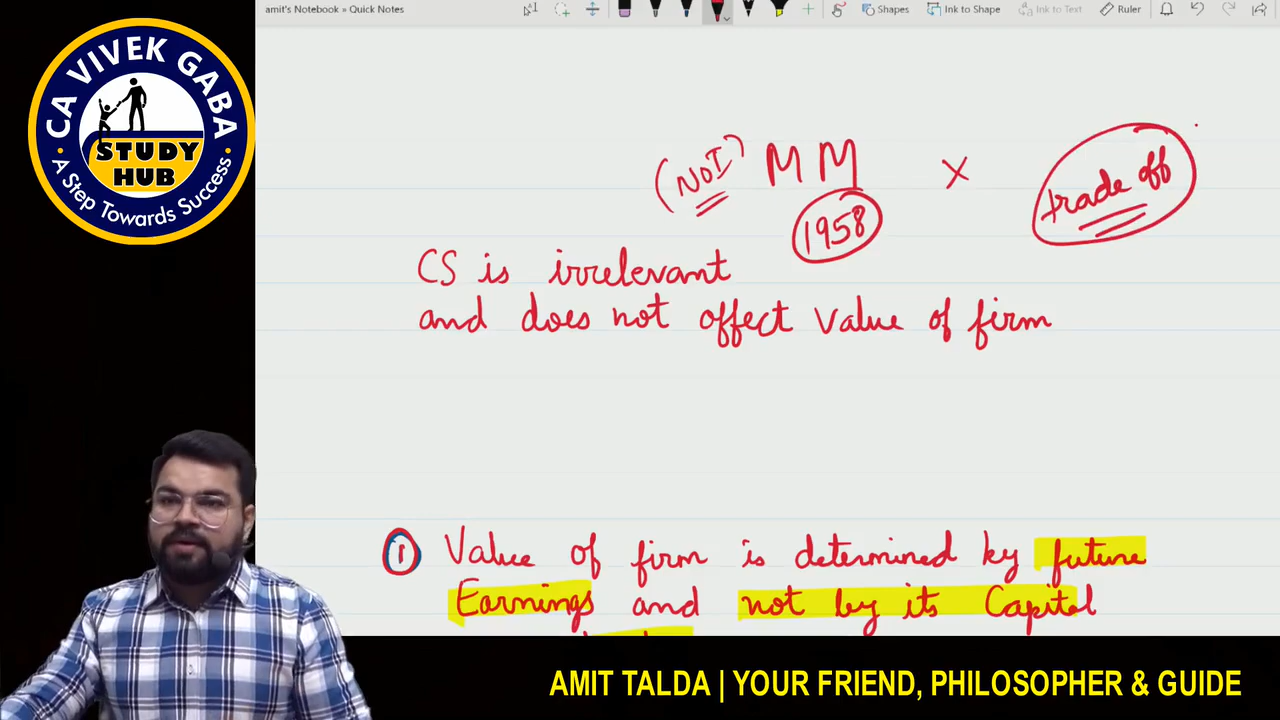 amit's Notebook » Quick Notes
Shapes Ink to Shape Ink to Text Ruler
CA VIVEK GABA
STUDY
HUB
• A Step Towards Success •
(NOI) MM × trade off
1958
CS is irrelevant
and does not affect value of firm
① Value of firm is determined by future
Earnings and not by its Capital
AMIT TALDA | YOUR FRIEND, PHILOSOPHER & GUIDE